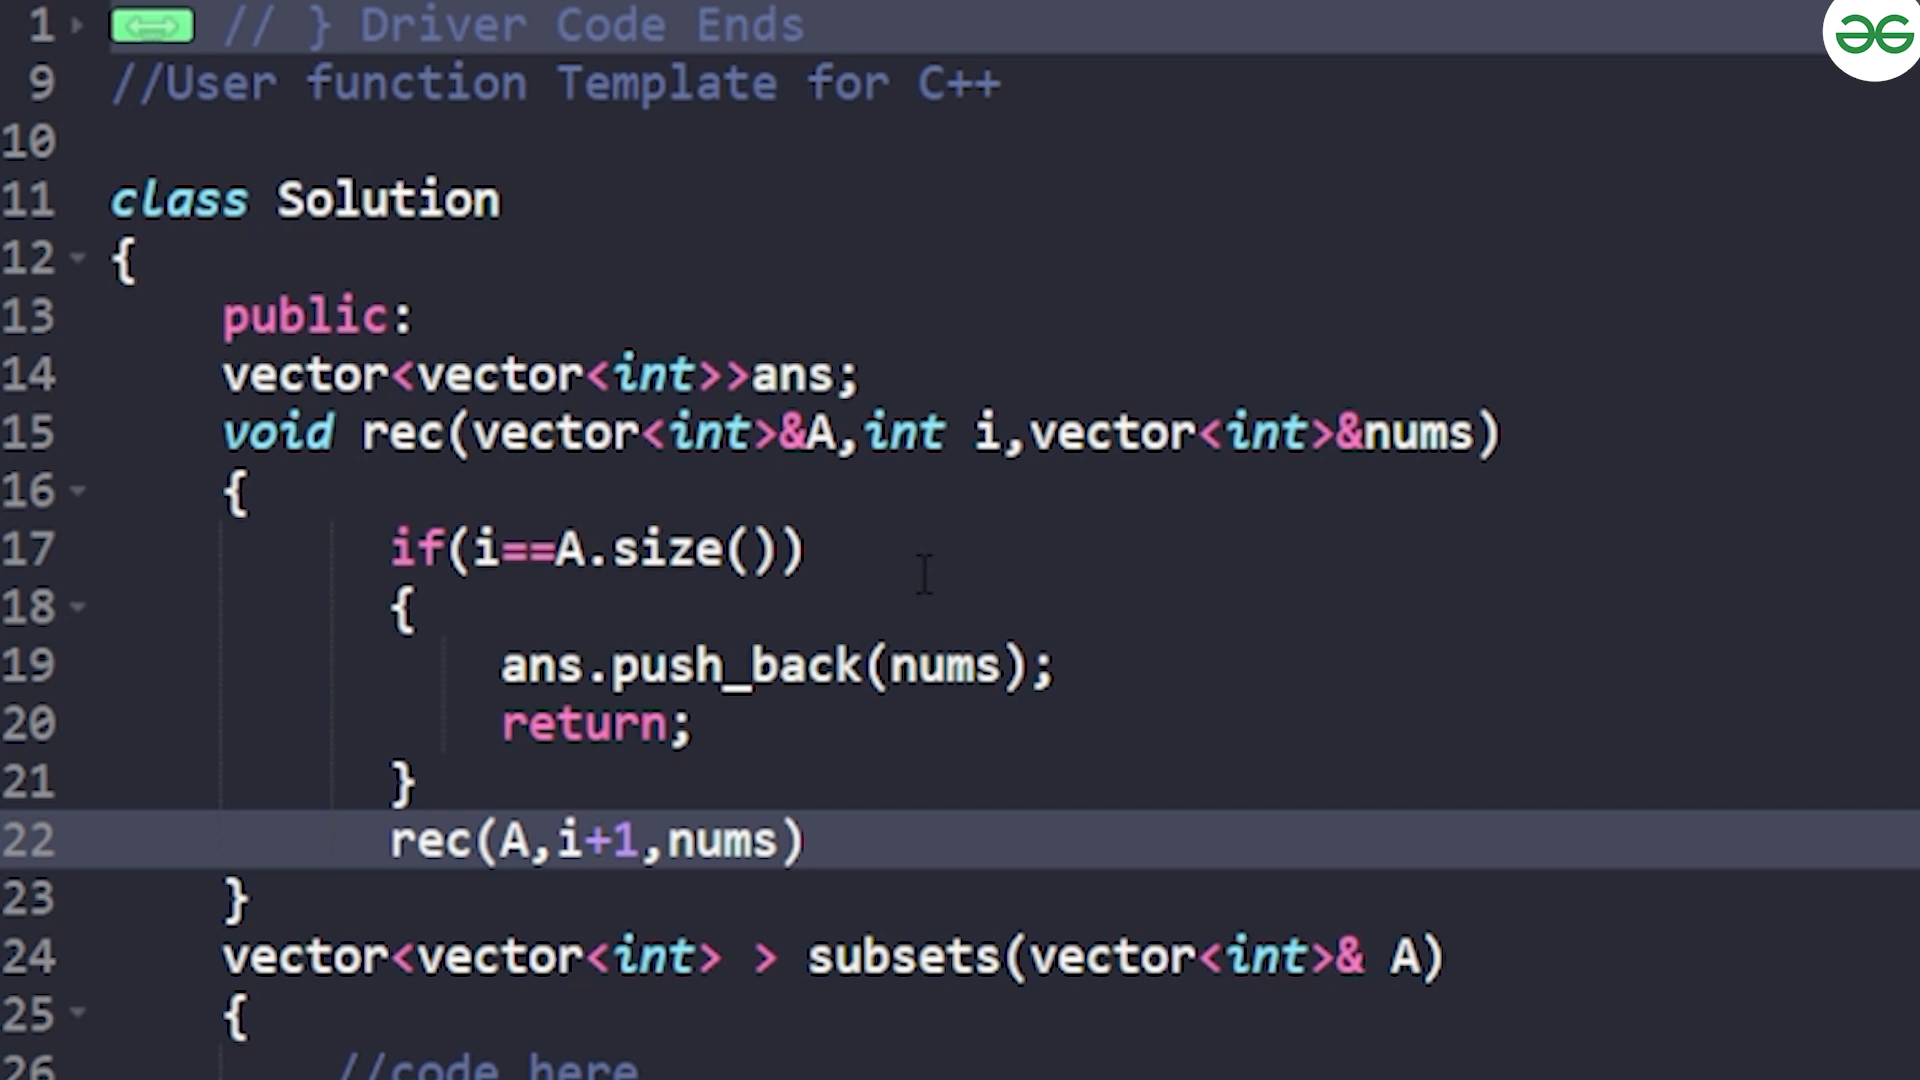 1 // } Driver Code Ends
9 //User function Template for C++
10
11 class Solution
12 {
13 public:
14 vector<vector<int>>ans;
15 void rec(vector<int>&A,int i,vector<int>&nums)
16 {
17 if(i==A.size())
18 {
19 ans.push_back(nums);
20 return;
21 }
22 rec(A,i+1,nums)
23 }
24 vector<vector<int> > subsets(vector<int>& A)
25 {
26 //code here